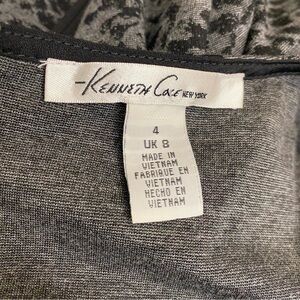 Kenneth Cole NEW YORK
4
UK 8
MADE IN
VIETNAM
FABRIQUE EN
VIETNAM
HECHO EN
VIETNAM